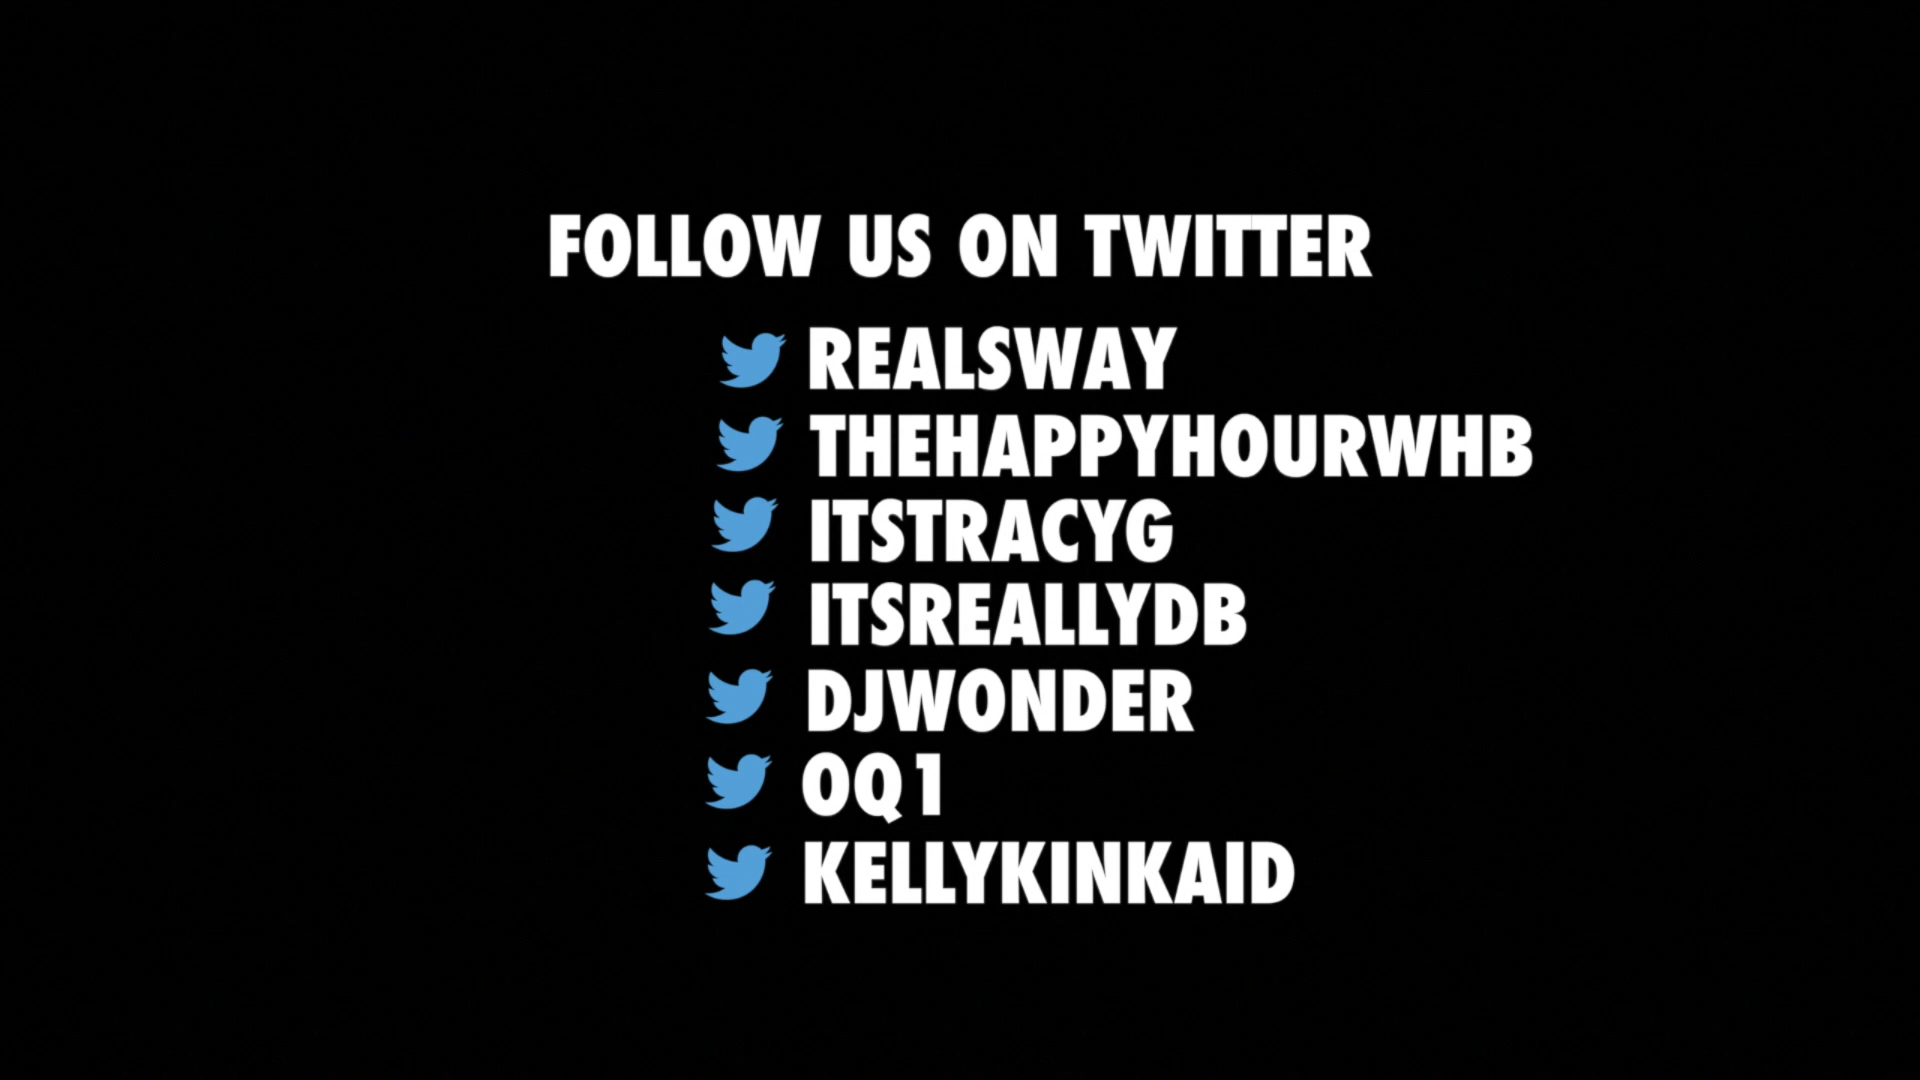 FOLLOW US ON TWITTER
REALSWAY
THEHAPPYHOURWHB
ITSTRACYG
ITSREALLYDB
DJWONDER
OQ1
KELLYKINKAID